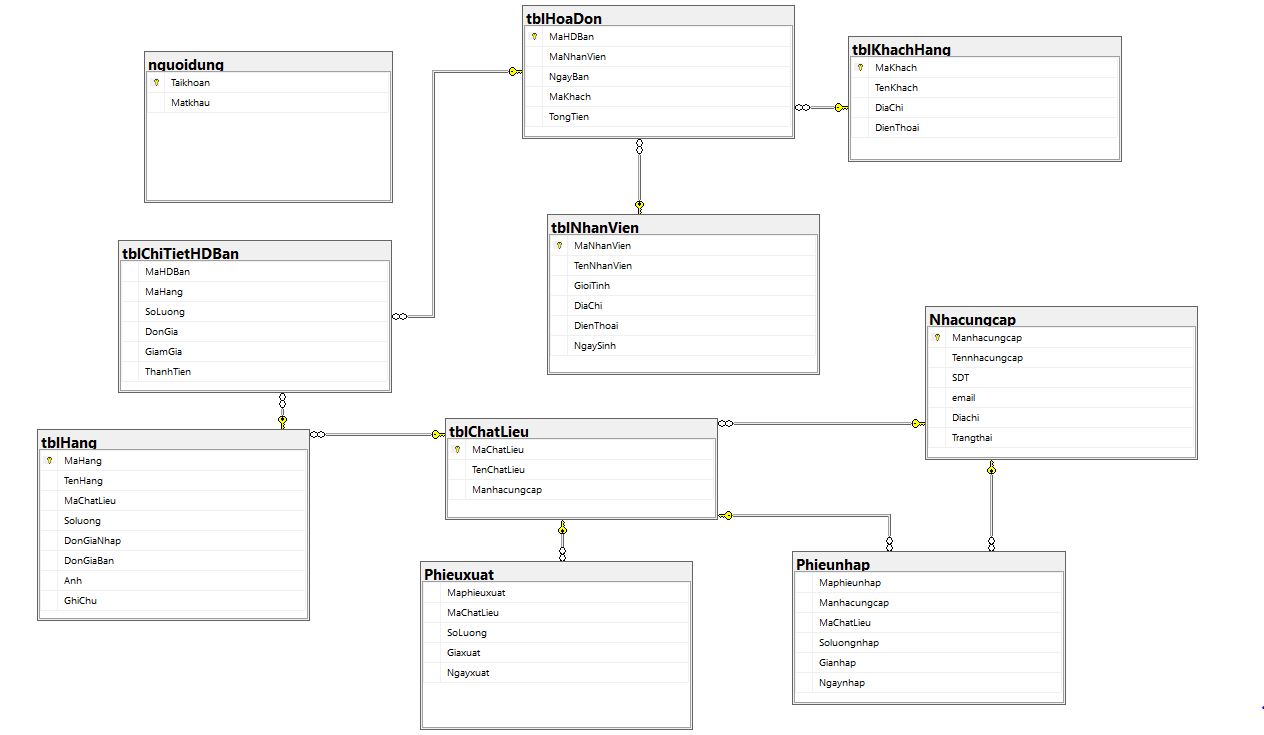 tblHoaDon
MaHDBan
MaNhanVien
NgayBan
MaKhach
TongTien
tblKhachHang
MaKhach
TenKhach
DiaChi
DienThoai
nguoidung
Taikhoan
Matkhau
tblNhanVien
MaNhanVien
TenNhanVien
GioiTinh
DiaChi
DienThoai
NgaySinh
tblChiTietHDBan
MaHDBan
MaHang
SoLuong
DonGia
GiamGia
ThanhTien
Nhacungcap
Manhacungcap
Tennhacungcap
SDT
email
Diachi
Trangthai
tblHang
MaHang
TenHang
MaChatLieu
Soluong
DonGiaNhap
DonGiaBan
Anh
GhiChu
tblChatLieu
MaChatLieu
TenChatLieu
Manhacungcap
Phieuxuat
Maphieuxuat
MaChatLieu
SoLuong
Giaxuat
Ngayxuat
Phieunhap
Maphieunhap
Manhacungcap
MaChatLieu
Soluongnhap
Gianhap
Ngaynhap